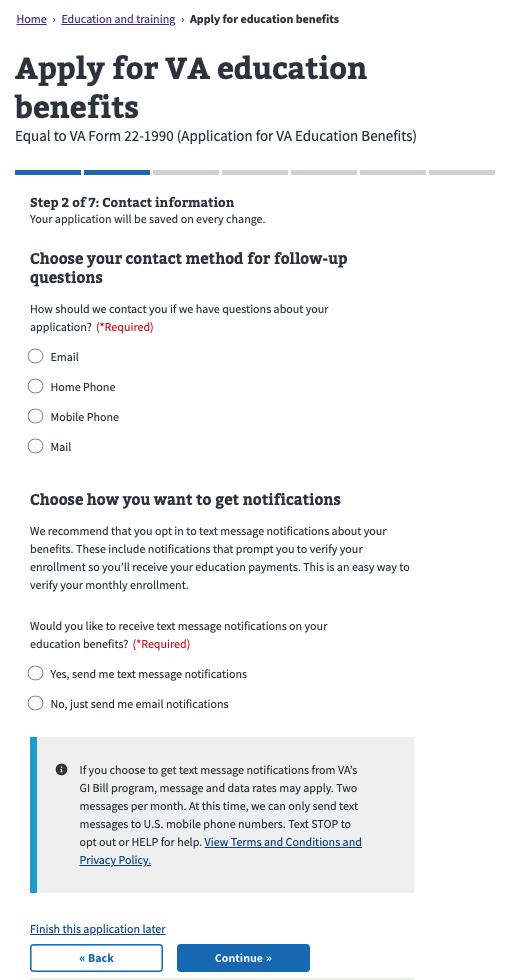 Home › Education and training › Apply for education benefits
Apply for VA education
benefits
Equal to VA Form 22-1990 (Application for VA Education Benefits)
Step 2 of 7: Contact information
Your application will be saved on every change.
Choose your contact method for follow-up
questions
How should we contact you if we have questions about your
application? (*Required)
Email
Home Phone
Mobile Phone
Mail
Choose how you want to get notifications
We recommend that you opt in to text message notifications about your
benefits. These include notifications that prompt you to verify your
enrollment so you’ll receive your education payments. This is an easy way to
verify your monthly enrollment.
Would you like to receive text message notifications on your
education benefits? (*Required)
Yes, send me text message notifications
No, just send me email notifications
If you choose to get text message notifications from VA’s
GI Bill program, message and data rates may apply. Two
messages per month. At this time, we can only send text
messages to U.S. mobile phone numbers. Text STOP to
opt out or HELP for help. View Terms and Conditions and
Privacy Policy.
Finish this application later
« Back
Continue »